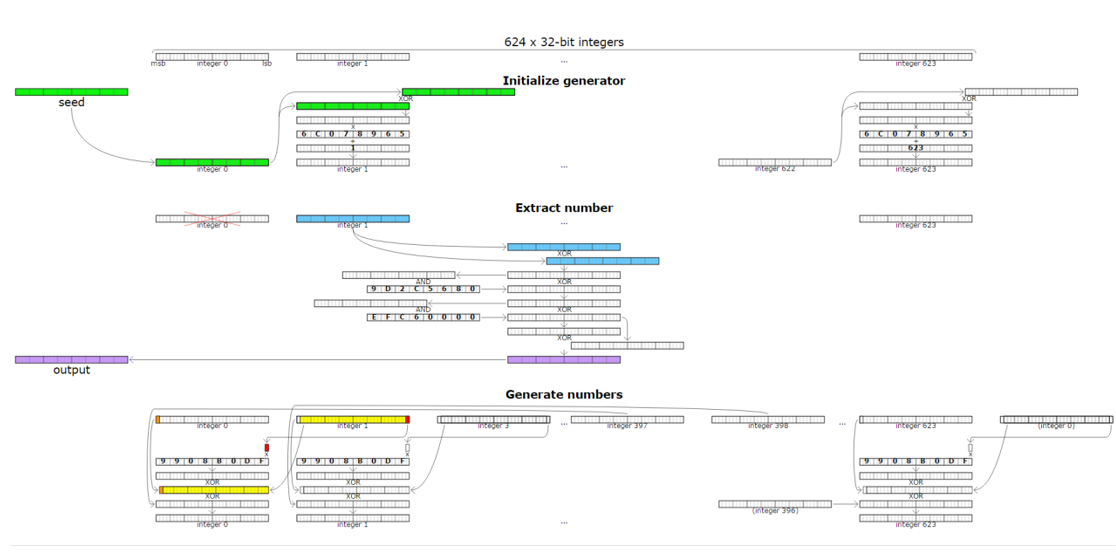 624 x 32-bit integers
msb integer 0 lsb integer 1 ... integer 623
Initialize generator
seed
XOR XOR
x x
6 C 0 7 8 9 6 5 6 C 0 7 8 9 6 5
+ +
1 623
integer 0 integer 1 ... integer 622 integer 623
Extract number
integer 0 integer 1 ... integer 623
XOR
AND XOR
9 D 2 C 5 6 8 0
AND XOR
E F C 6 0 0 0 0
XOR
output
Generate numbers
integer 0 integer 1 integer 3 ... integer 397 integer 398 ... integer 623 (integer 0)
x x x
9 9 0 8 B 0 D F 9 9 0 8 B 0 D F 9 9 0 8 B 0 D F
XOR XOR XOR
XOR XOR XOR
(integer 396)
integer 0 integer 1 ... integer 623